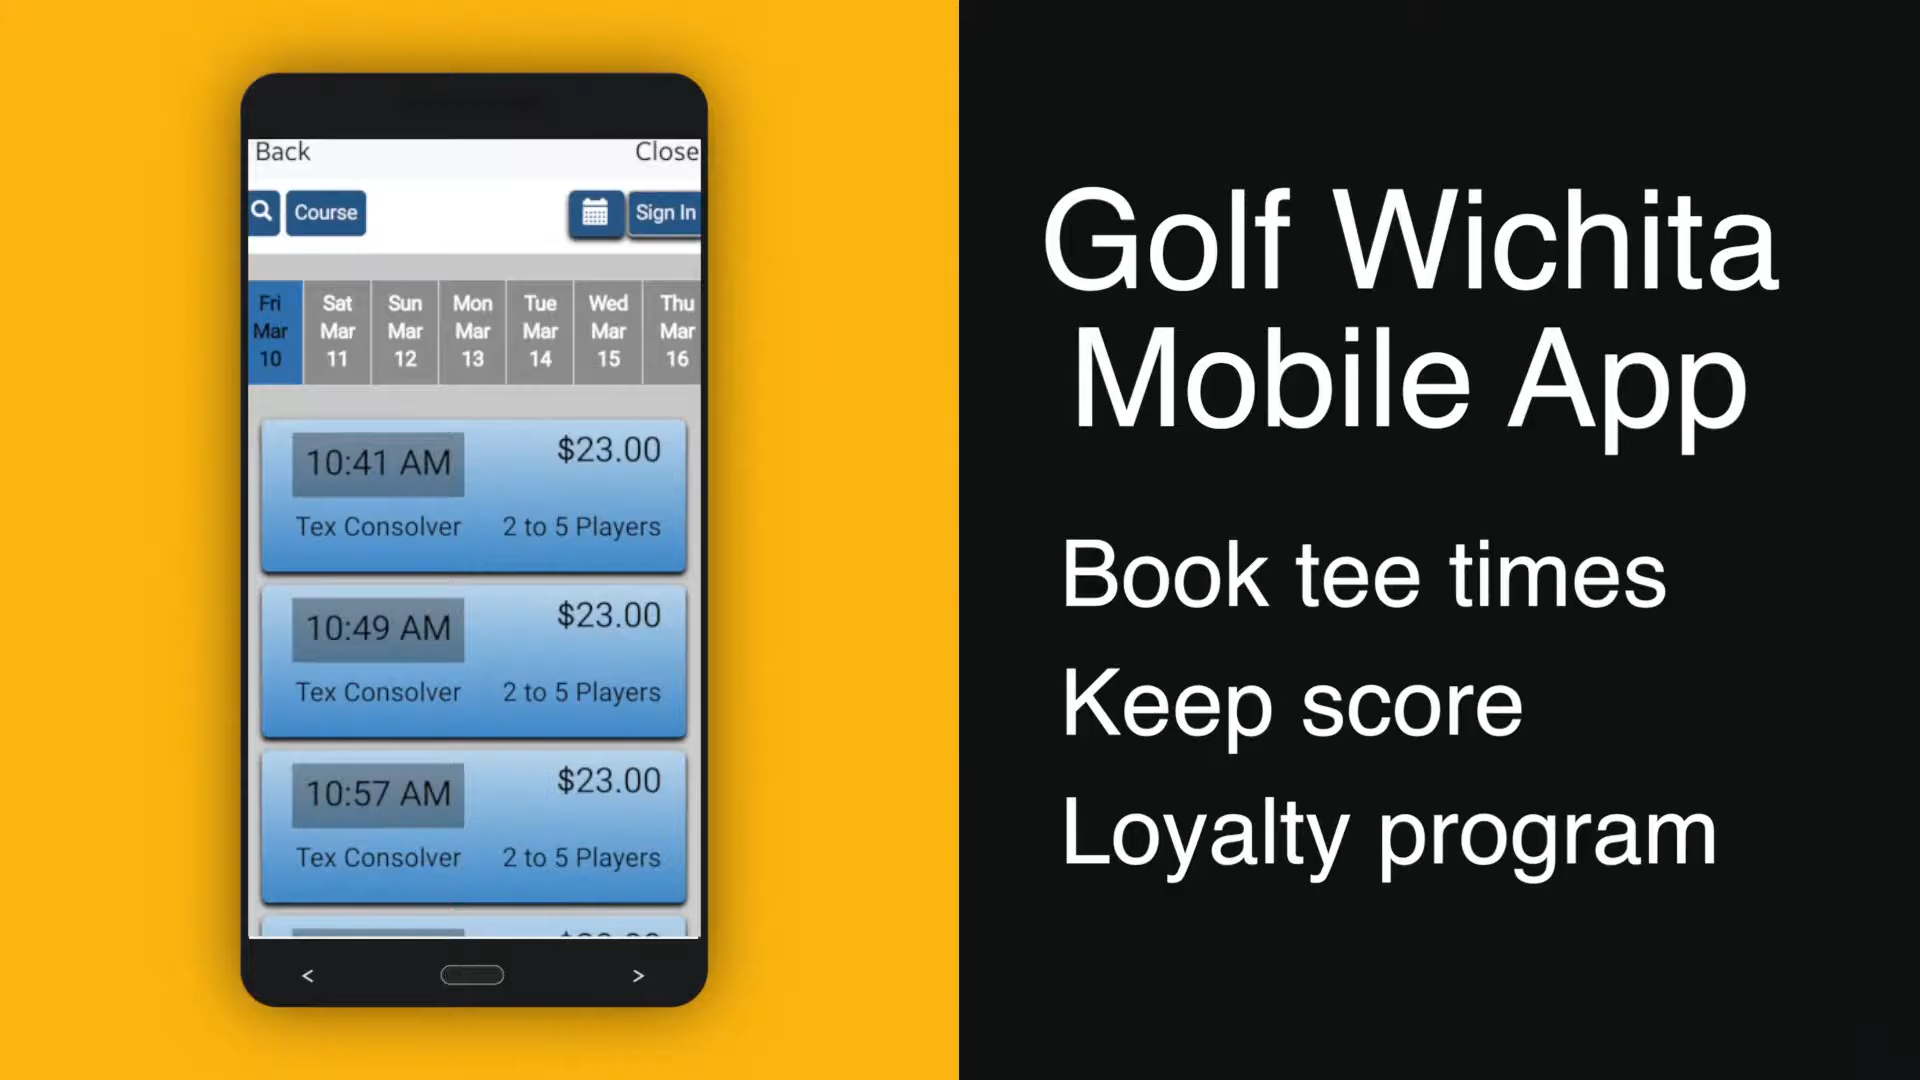 Back Close
Course Sign In
Fri Sat Sun Mon Tue Wed Thu
Mar Mar Mar Mar Mar Mar Mar
10 11 12 13 14 15 16
10:41 AM $23.00
Tex Consolver 2 to 5 Players
10:49 AM $23.00
Tex Consolver 2 to 5 Players
10:57 AM $23.00
Tex Consolver 2 to 5 Players
< >
Golf Wichita
Mobile App
Book tee times
Keep score
Loyalty program